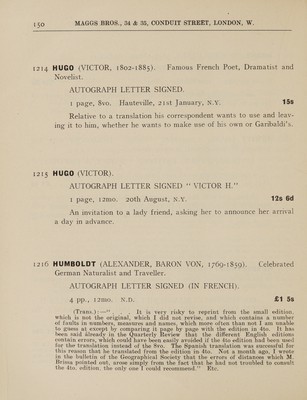 150 MAGGS BROS., 34 & 35, CONDUIT STREET, LONDON, W.
1214 HUGO (VICTOR, 1802-1885). Famous French Poet, Dramatist and
Novelist.
AUTOGRAPH LETTER SIGNED.
1 page, 8vo. Hauteville, 21st January, N.Y. 15s
Relative to a translation his correspondent wants to use and leav-
ing it to him, whether he wants to make use of his own or Garibaldi's.
1215 HUGO (VICTOR).
AUTOGRAPH LETTER SIGNED " VICTOR H."
1 page, 12mo. 20th August, N.Y. 12s 6d
An invitation to a lady friend, asking her to announce her arrival
a day in advance.
1216 HUMBOLDT (ALEXANDER, BARON VON, 1769-1859). Celebrated
German Naturalist and Traveller.
AUTOGRAPH LETTER SIGNED (IN FRENCH).
4 pp., 12mo. N.D. £1 5s
(Trans.):—" . . . It is very risky to reprint from the small edition,
which is not the original, which I did not revise, and which contains a number
of faults in numbers, measures and names, which more often than not I am unable
to guess at except by comparing it page by page with the edition in 4to. It has
been said already in the Quarterly Review that the different English editions
contain errors, which could have been easily avoided if the 4to edition had been used
for the translation instead of the 8vo. The Spanish translation was successful for
this reason that he translated from the edition in 4to. Not a month ago, I wrote
in the bulletin of the Geographical Society that the errors of distances which M.
Brissa pointed out, arose simply from the fact that he had not troubled to consult
the 4to. edition, the only one I could recommend." Etc.